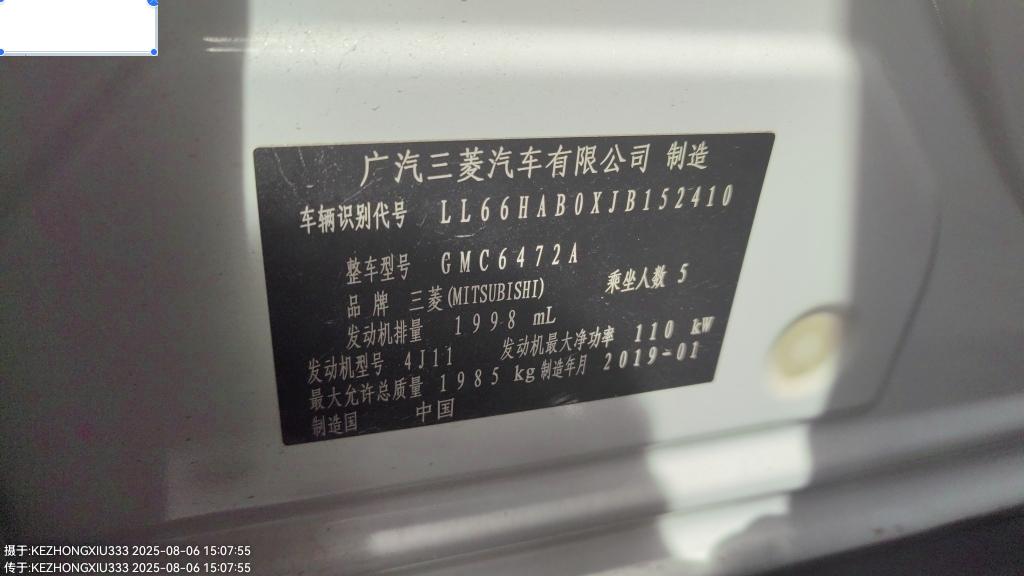 广汽三菱汽车有限公司 制造
车辆识别代号 LL66HAB0XJB152410
整车型号 GMC6472A
品牌 三菱(MITSUBISHI) 乘坐人数 5
发动机排量 1998 mL
发动机型号 4J11 发动机最大净功率 110 kW
最大允许总质量 1985 kg 制造年月 2019-01
制造国 中国
摄于:KEZHONGXIU333 2025-08-06 15:07:55
传于:KEZHONGXIU333 2025-08-06 15:07:55